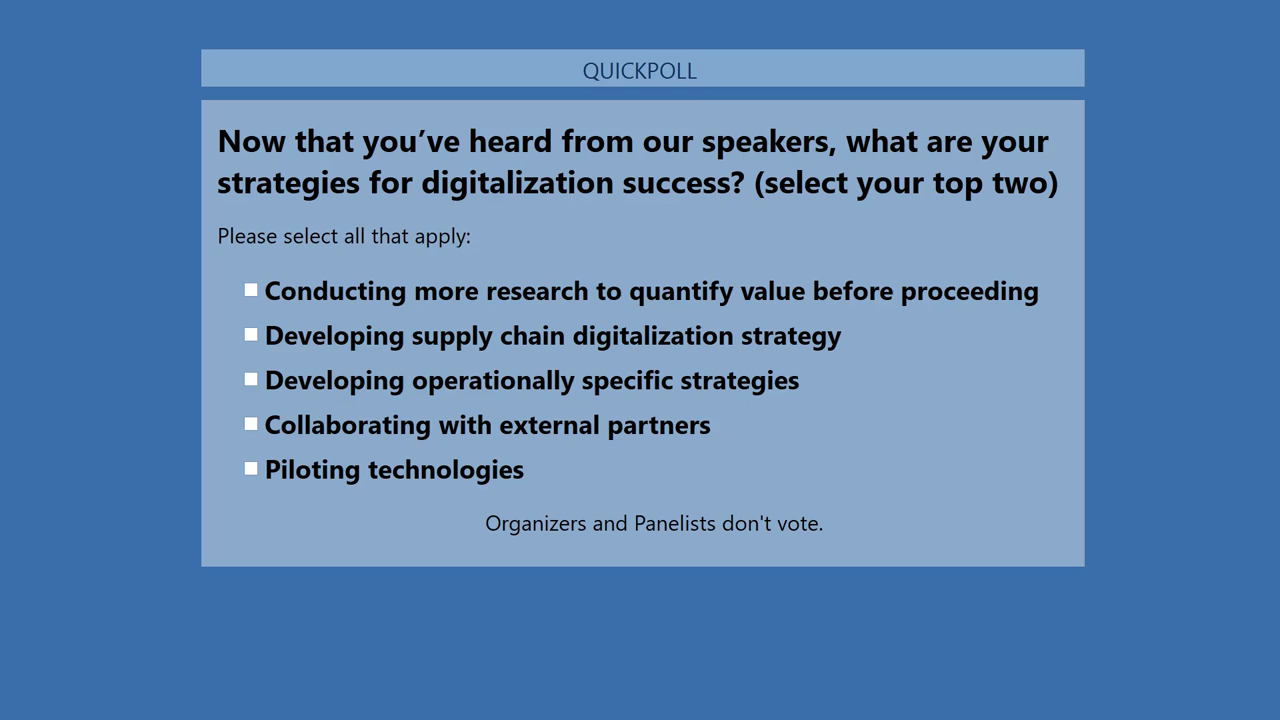 QUICKPOLL
Now that you’ve heard from our speakers, what are your
strategies for digitalization success? (select your top two)
Please select all that apply:
Conducting more research to quantify value before proceeding
Developing supply chain digitalization strategy
Developing operationally specific strategies
Collaborating with external partners
Piloting technologies
Organizers and Panelists don't vote.